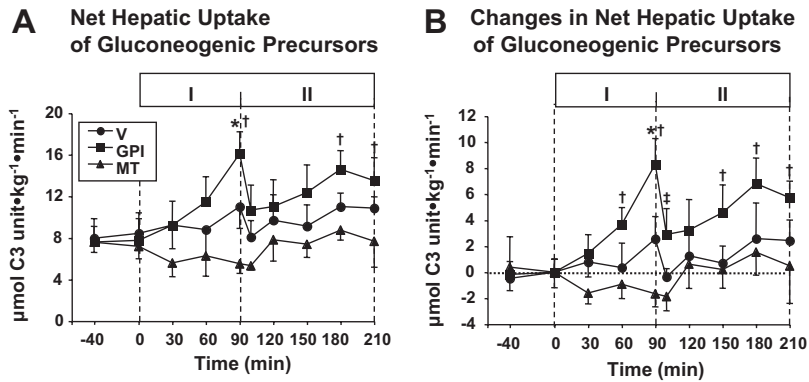 A Net Hepatic Uptake
of Gluconeogenic Precursors
I II
*† † †
V
GPI
MT
20
16
12
8
4
0
µmol C3 unit•kg⁻¹•min⁻¹
-40 0 30 60 90 120 150 180 210
Time (min)
B Changes in Net Hepatic Uptake
of Gluconeogenic Precursors
I II
† *† ‡ † † †
12
10
8
6
4
2
0
-2
-4
µmol C3 unit•kg⁻¹•min⁻¹
-40 0 30 60 90 120 150 180 210
Time (min)